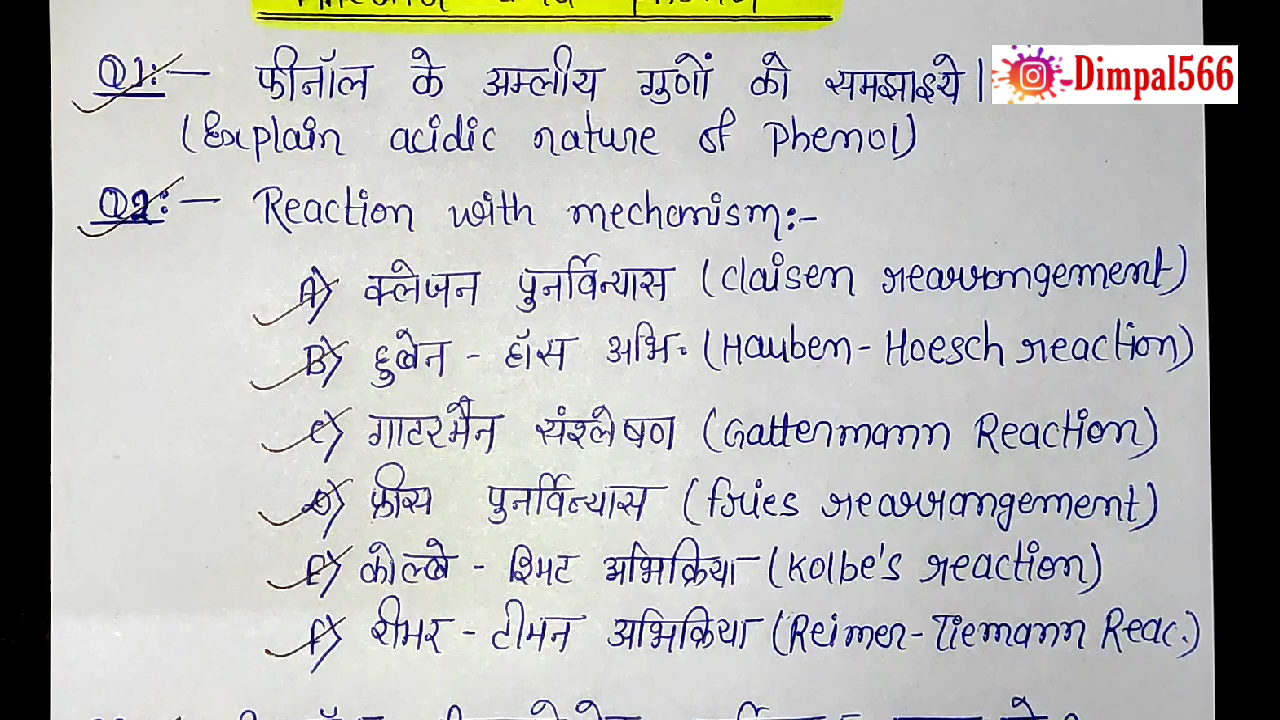 Q1:- फीनॉल के अम्लीय गुणों को समझाइये।
-Dimpal566
(Explain acidic nature of Phenol)
Q2:- Reaction with mechanism:-
A) क्लेजन पुनर्विन्यास (Claisen rearrangement)
B) हुबेन - हॉस अभि. (Hauben-Hoesch reaction)
C) गाटरमैन संश्लेषण (Gattermann Reaction)
D) फ्रीस पुनर्विन्यास (fries rearrangement)
E) कोल्बे - श्मिट अभिक्रिया (Kolbe's reaction)
F) रीमर - टीमन अभिक्रिया (Reimer-Tiemann Reac.)